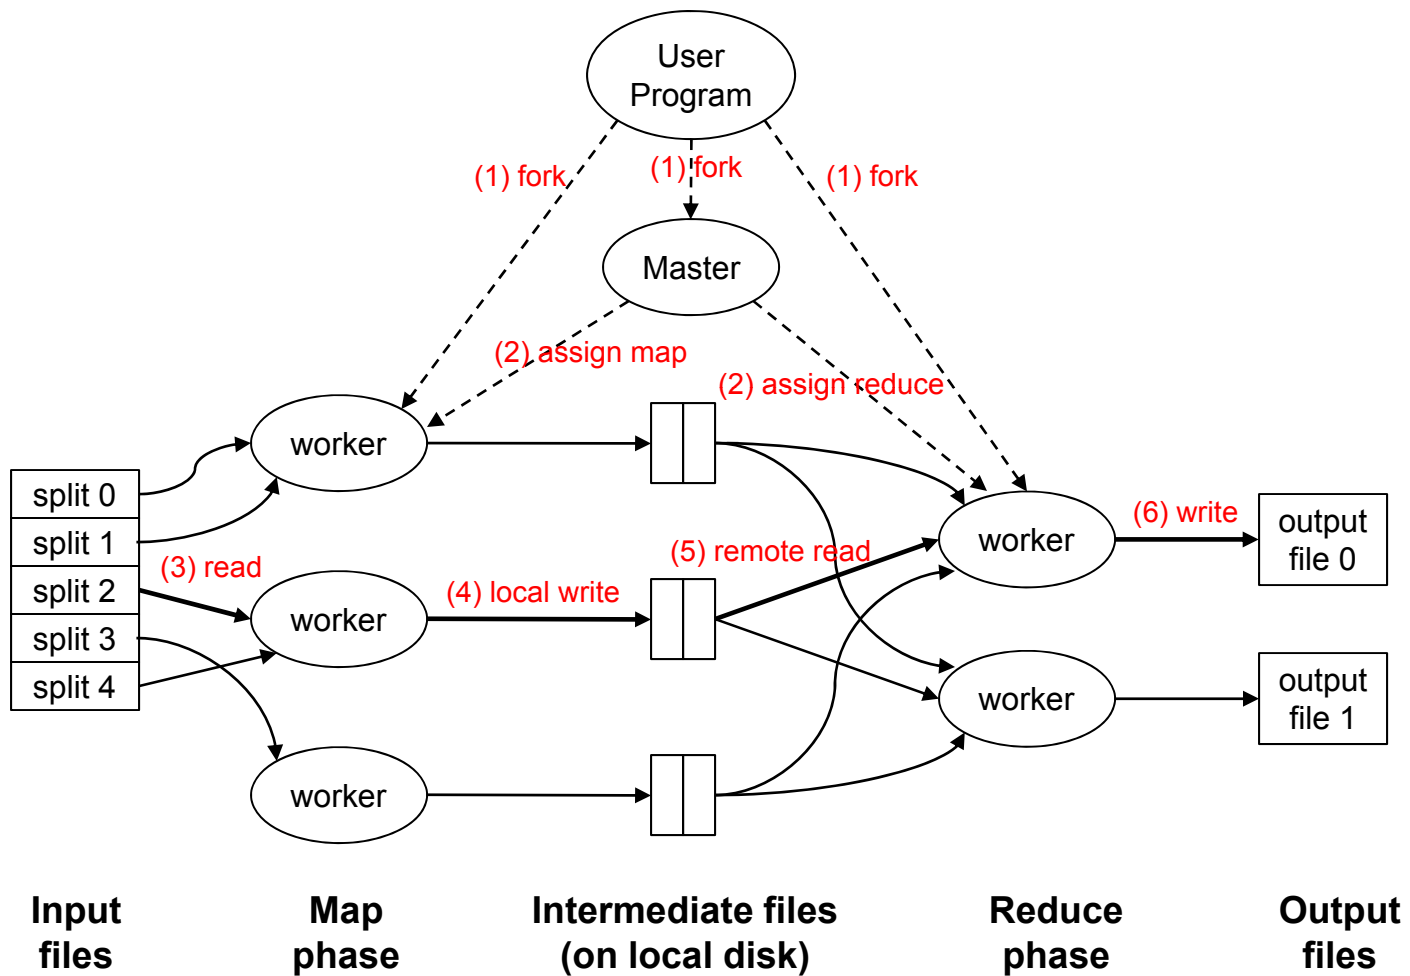 User
Program
(1) fork
(1) fork
(1) fork
Master
(2) assign map
(2) assign reduce
worker
split 0
split 1
split 2
split 3
split 4
(3) read
worker
(4) local write
(5) remote read
worker
(6) write
output
file 0
worker
output
file 1
worker
Input
files
Map
phase
Intermediate files
(on local disk)
Reduce
phase
Output
files